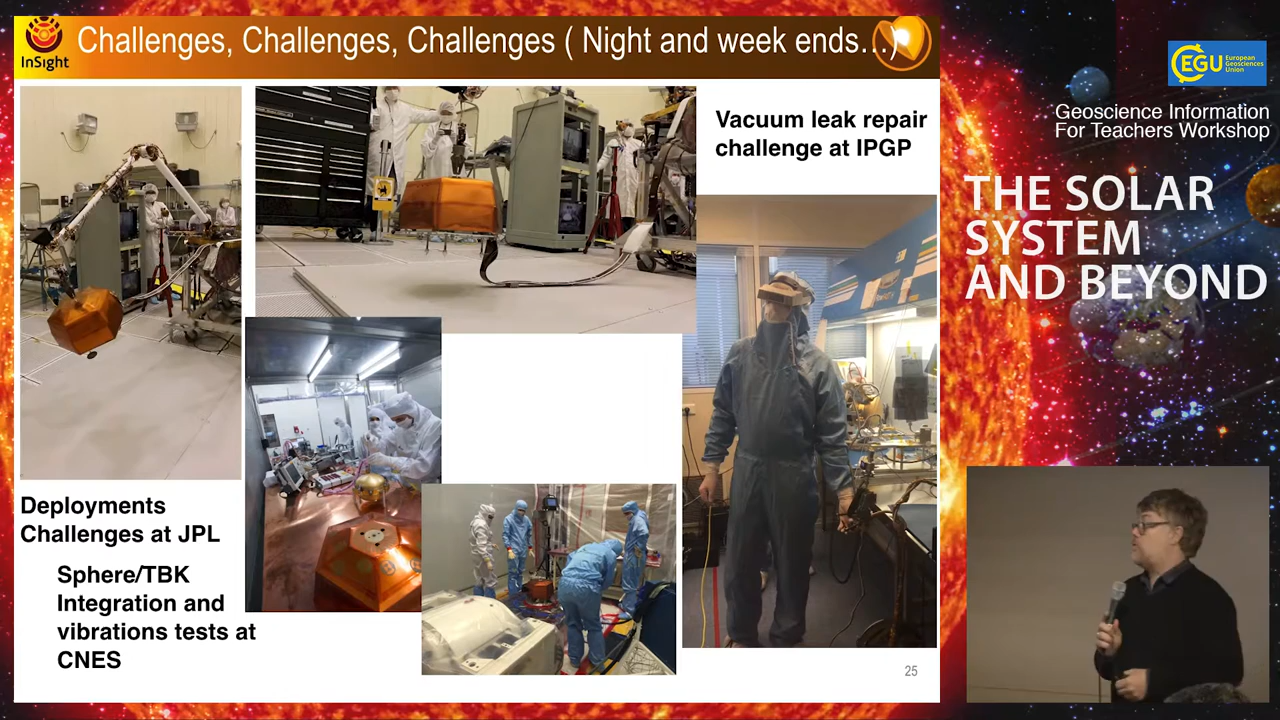 InSight
Challenges, Challenges, Challenges ( Night and week ends…)
Vacuum leak repair
challenge at IPGP
Deployments
Challenges at JPL
Sphere/TBK
Integration and
vibrations tests at
CNES
25
EGU
European
Geosciences
Union
Geoscience Information
For Teachers Workshop
THE SOLAR
SYSTEM
AND BEYOND